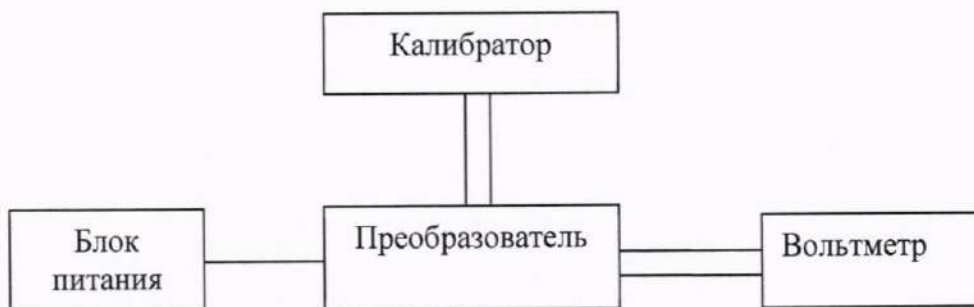 Калибратор
Блок
питания
Преобразователь
Вольтметр